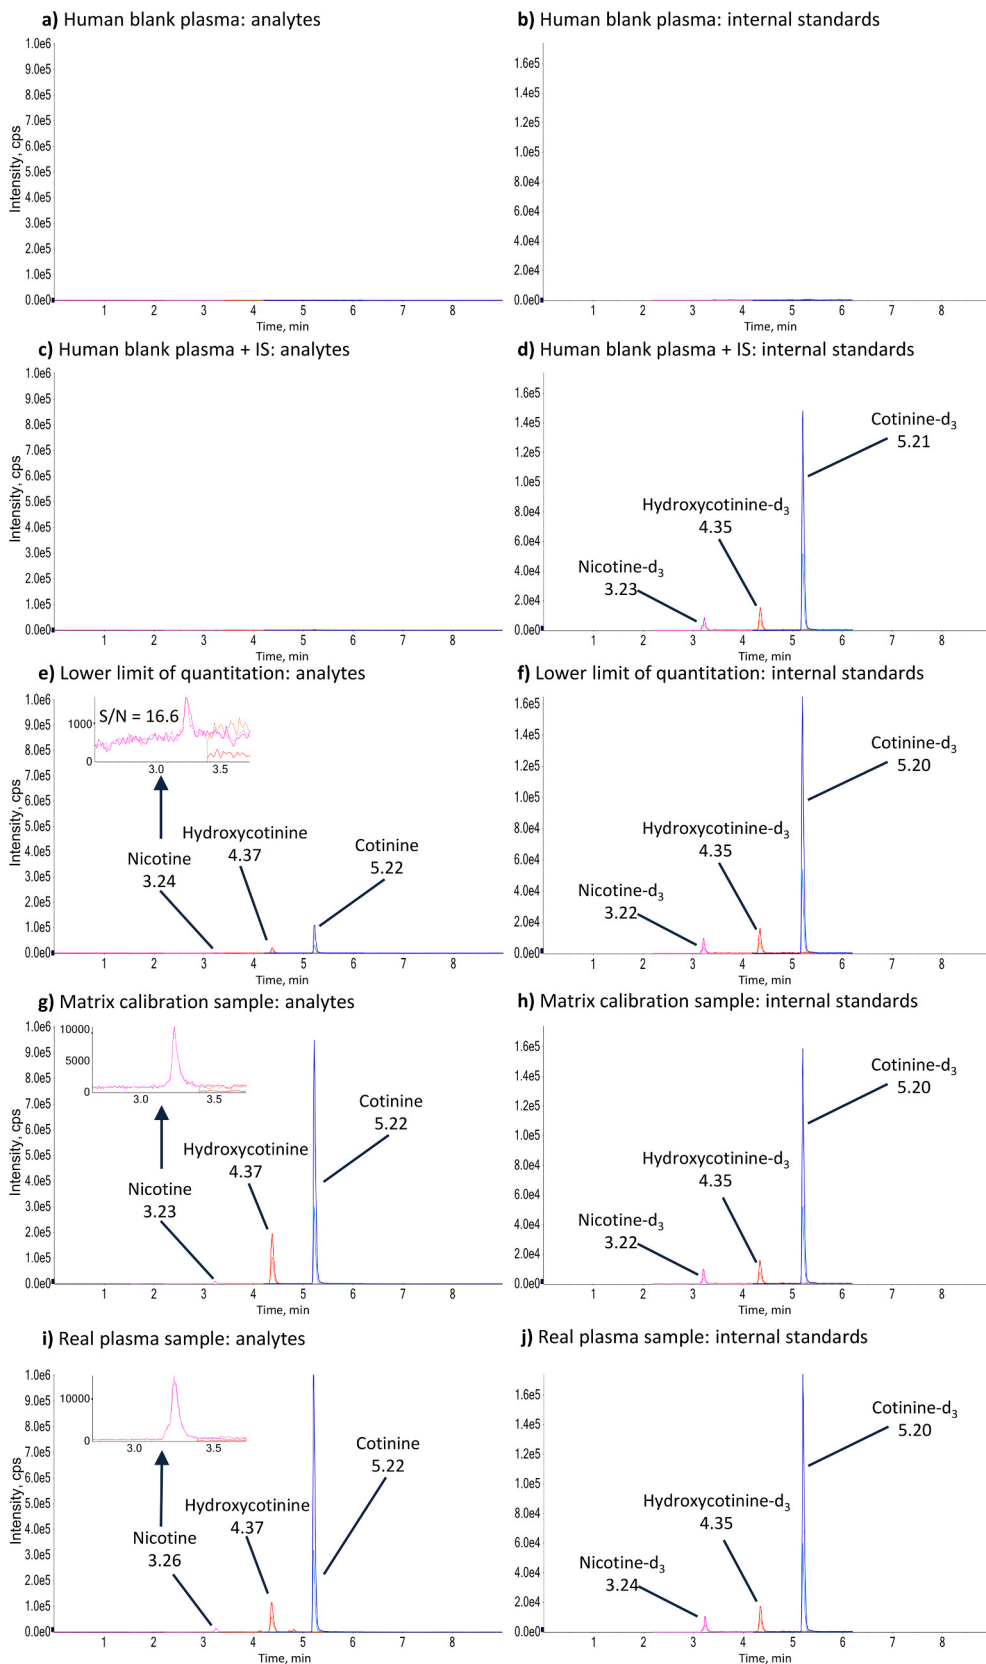 a) Human blank plasma: analytes
1.0e6
9.0e5
8.0e5
7.0e5
6.0e5
5.0e5
4.0e5
3.0e5
2.0e5
1.0e5
0.0e0
Intensity, cps
1 2 3 4 5 6 7 8
Time, min
b) Human blank plasma: internal standards
1.6e5
1.4e5
1.2e5
1.0e5
8.0e4
6.0e4
4.0e4
2.0e4
0.0e0
1 2 3 4 5 6 7 8
Time, min
c) Human blank plasma + IS: analytes
1.0e6
9.0e5
8.0e5
7.0e5
6.0e5
5.0e5
4.0e5
3.0e5
2.0e5
1.0e5
0.0e0
Intensity, cps
1 2 3 4 5 6 7 8
Time, min
d) Human blank plasma + IS: internal standards
1.6e5
1.4e5
1.2e5
1.0e5
8.0e4
6.0e4
4.0e4
2.0e4
0.0e0
Cotinine-d3
5.21
Hydroxycotinine-d3
4.35
Nicotine-d3
3.23
1 2 3 4 5 6 7 8
Time, min
e) Lower limit of quantitation: analytes
1.0e6
9.0e5
8.0e5
7.0e5
6.0e5
5.0e5
4.0e5
3.0e5
2.0e5
1.0e5
0.0e0
Intensity, cps
S/N = 16.6
1000
0
3.0 3.5
Hydroxycotinine
4.37
Cotinine
5.22
Nicotine
3.24
1 2 3 4 5 6 7 8
Time, min
f) Lower limit of quantitation: internal standards
1.6e5
1.4e5
1.2e5
1.0e5
8.0e4
6.0e4
4.0e4
2.0e4
0.0e0
Cotinine-d3
5.20
Hydroxycotinine-d3
4.35
Nicotine-d3
3.22
1 2 3 4 5 6 7 8
Time, min
g) Matrix calibration sample: analytes
1.0e6
9.0e5
8.0e5
7.0e5
6.0e5
5.0e5
4.0e5
3.0e5
2.0e5
1.0e5
0.0e0
Intensity, cps
10000
5000
0
3.0 3.5
Cotinine
5.22
Hydroxycotinine
4.37
Nicotine
3.23
1 2 3 4 5 6 7 8
Time, min
h) Matrix calibration sample: internal standards
1.6e5
1.4e5
1.2e5
1.0e5
8.0e4
6.0e4
4.0e4
2.0e4
0.0e0
Cotinine-d3
5.20
Hydroxycotinine-d3
4.35
Nicotine-d3
3.22
1 2 3 4 5 6 7 8
Time, min
i) Real plasma sample: analytes
1.0e6
9.0e5
8.0e5
7.0e5
6.0e5
5.0e5
4.0e5
3.0e5
2.0e5
1.0e5
0.0e0
Intensity, cps
10000
0
3.0 3.5
Cotinine
5.22
Hydroxycotinine
4.37
Nicotine
3.26
1 2 3 4 5 6 7 8
Time, min
j) Real plasma sample: internal standards
1.6e5
1.4e5
1.2e5
1.0e5
8.0e4
6.0e4
4.0e4
2.0e4
0.0e0
Cotinine-d3
5.20
Hydroxycotinine-d3
4.35
Nicotine-d3
3.24
1 2 3 4 5 6 7 8
Time, min